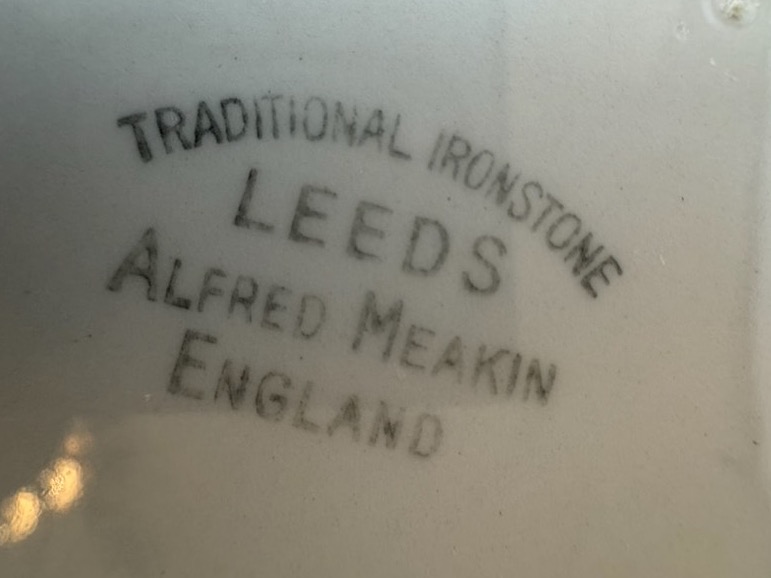 TRADITIONAL IRONSTONE
LEEDS
ALFRED MEAKIN
ENGLAND